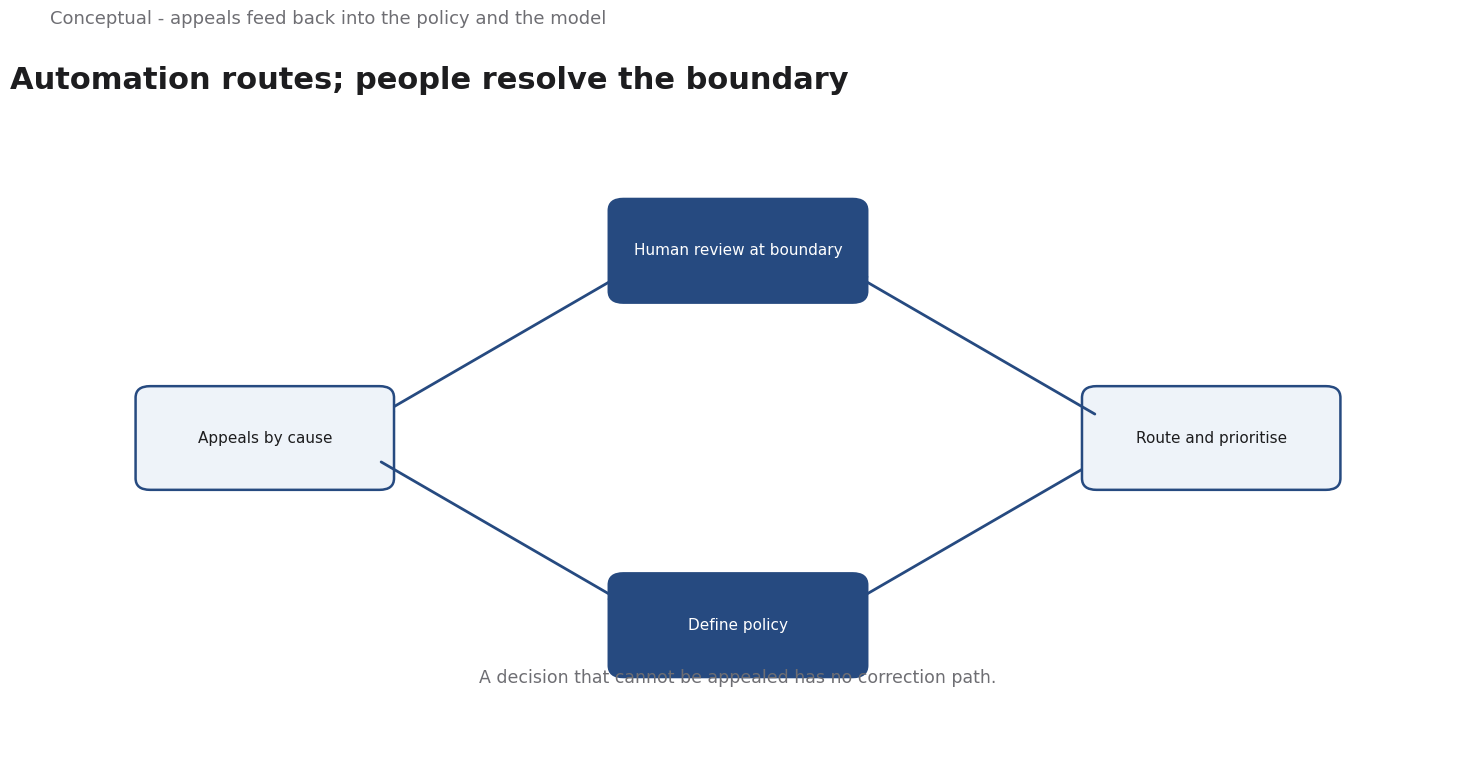 Conceptual - appeals feed back into the policy and the model
Automation routes; people resolve the boundary
Human review at boundary
Appeals by cause
Route and prioritise
Define policy
A decision that cannot be appealed has no correction path.